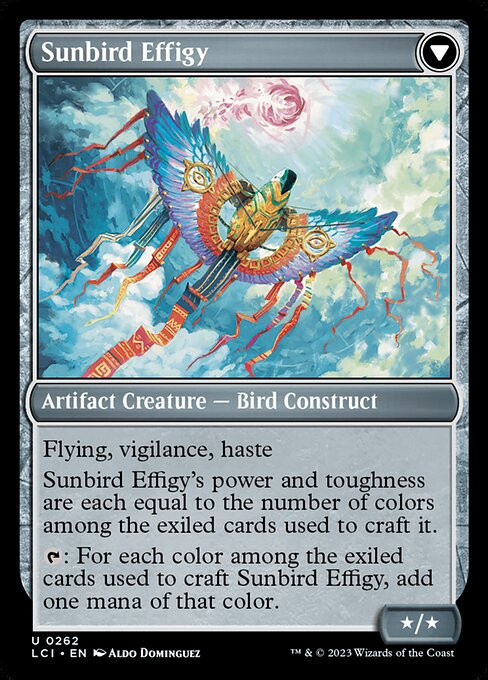 Sunbird Effigy
Artifact Creature — Bird Construct
Flying, vigilance, haste
Sunbird Effigy's power and toughness
are each equal to the number of colors
among the exiled cards used to craft it.
: For each color among the exiled
cards used to craft Sunbird Effigy, add
one mana of that color.
★/★
U 0262
LCI • EN Aldo Dominguez
™ & © 2023 Wizards of the Coast